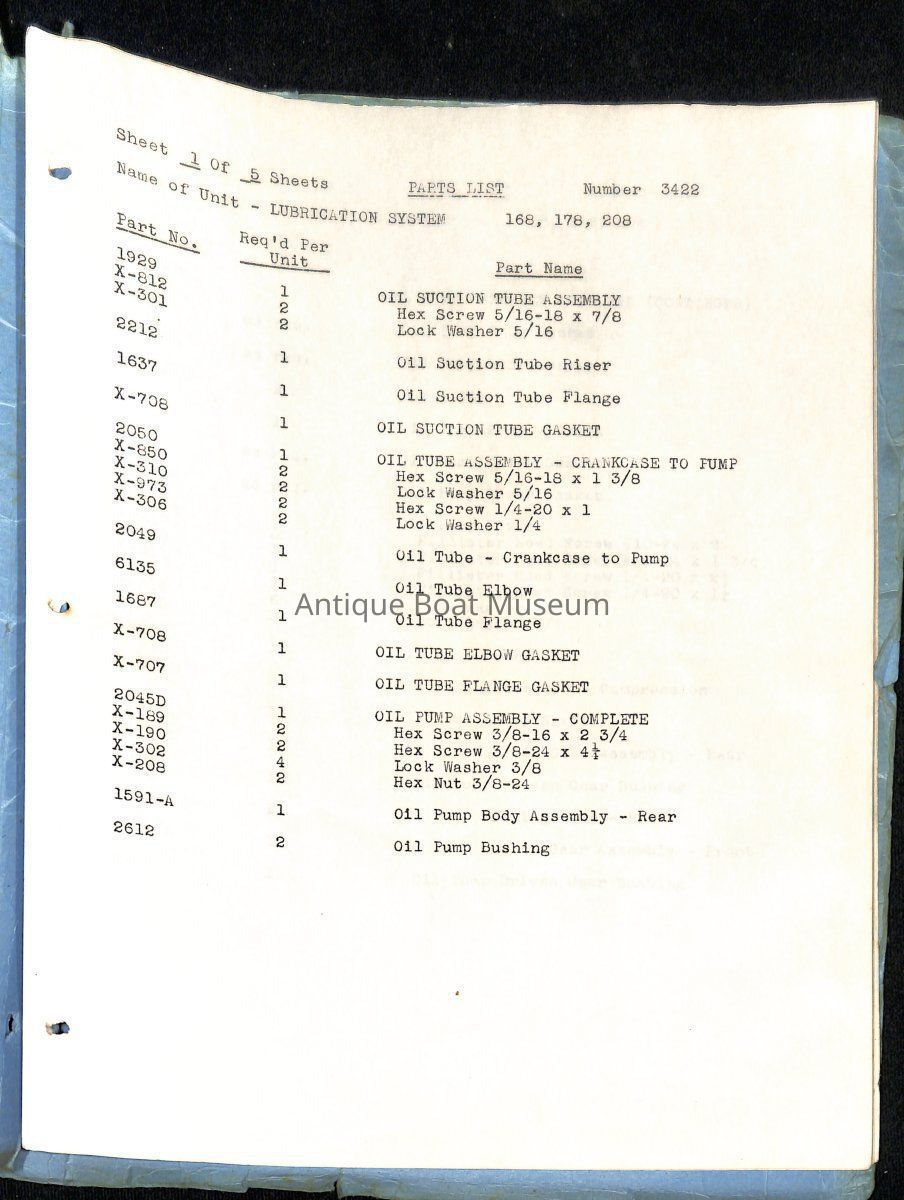 Sheet 1 Of 5 Sheets
PARTS LIST Number 3422
Name of Unit - LUBRICATION SYSTEM 168, 178, 208
Part No. Req'd Per Unit Part Name
1929 1 OIL SUCTION TUBE ASSEMBLY
X-812 2 Hex Screw 5/16-18 x 7/8
X-301 2 Lock Washer 5/16
2212 1 Oil Suction Tube Riser
1637 1 Oil Suction Tube Flange
X-708 1 OIL SUCTION TUBE GASKET
2050 1 OIL TUBE ASSEMBLY - CRANKCASE TO PUMP
X-850 2 Hex Screw 5/16-18 x 1 3/8
X-310 2 Lock Washer 5/16
X-973 2 Hex Screw 1/4-20 x 1
X-306 2 Lock Washer 1/4
2049 1 Oil Tube - Crankcase to Pump
6135 1 Oil Tube Elbow
1687 1 Oil Tube Flange
X-708 1 OIL TUBE ELBOW GASKET
X-707 1 OIL TUBE FLANGE GASKET
2045D 1 OIL PUMP ASSEMBLY - COMPLETE
X-189 2 Hex Screw 3/8-16 x 2 3/4
X-190 2 Hex Screw 3/8-24 x 4½
X-302 4 Lock Washer 3/8
X-208 2 Hex Nut 3/8-24
1591-A 1 Oil Pump Body Assembly - Rear
2612 2 Oil Pump Bushing
Antique Boat Museum